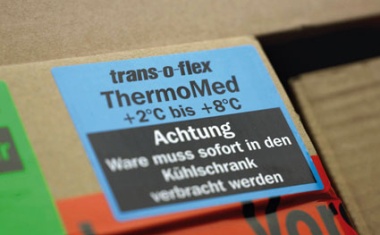 trans-o-flex
ThermoMed
+2°C bis +8°C
Achtung
Ware muss sofort in den
Kühlschrank
verbracht werden